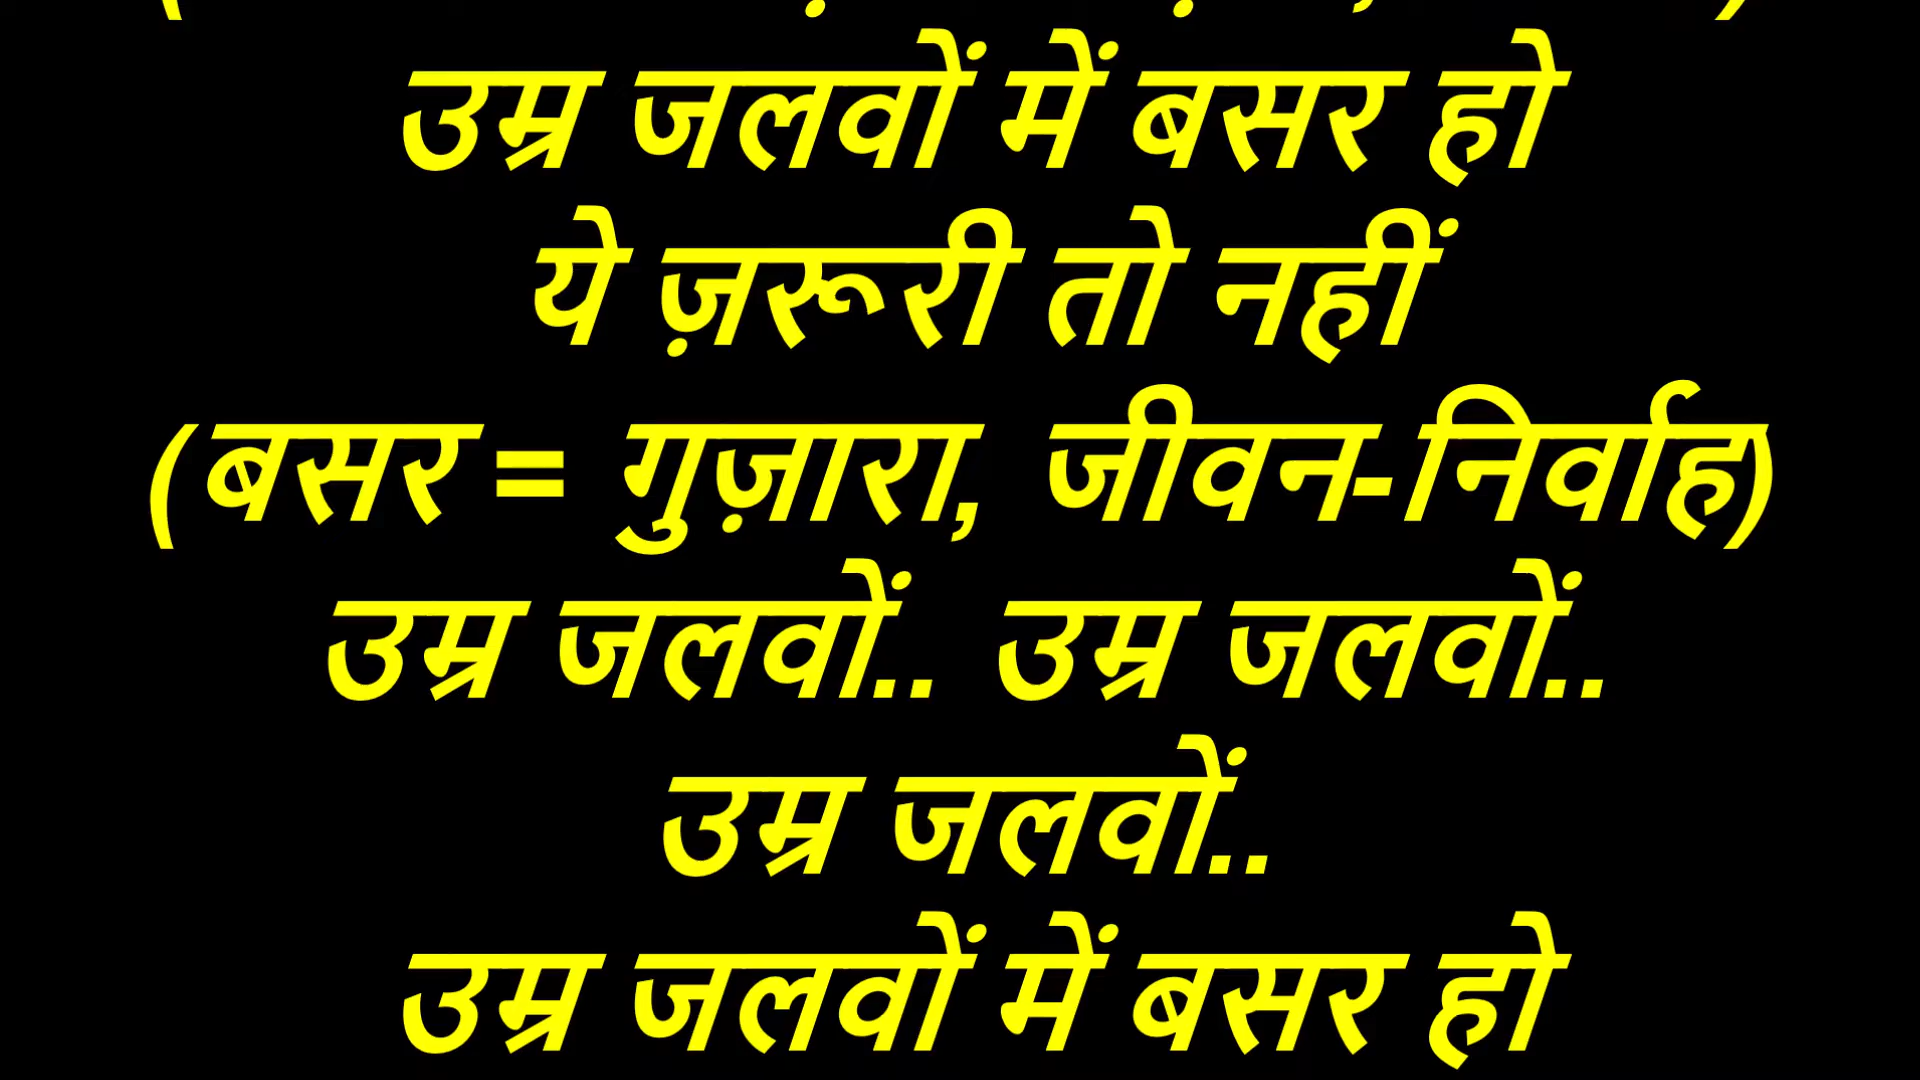 उम्र जलवों में बसर हो
ये ज़रूरी तो नहीं
(बसर = गुज़ारा, जीवन-निर्वाह)
उम्र जलवों.. उम्र जलवों..
उम्र जलवों..
उम्र जलवों में बसर हो